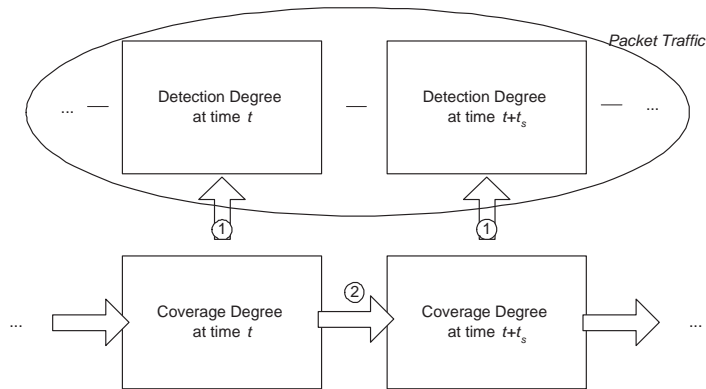 Packet Traffic
... Detection Degree at time t Detection Degree at time t+ts ...
1 1
2
... Coverage Degree at time t Coverage Degree at time t+ts ...